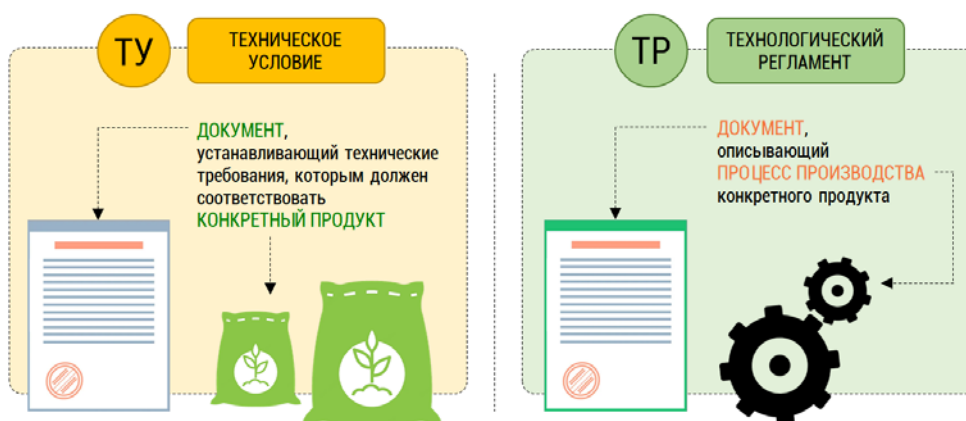 ТУ
ТЕХНИЧЕСКОЕ
УСЛОВИЕ
ДОКУМЕНТ,
устанавливающий технические
требования, которым должен
соответствовать
КОНКРЕТНЫЙ ПРОДУКТ
ТР
ТЕХНОЛОГИЧЕСКИЙ
РЕГЛАМЕНТ
ДОКУМЕНТ,
описывающий
ПРОЦЕСС ПРОИЗВОДСТВА
конкретного продукта